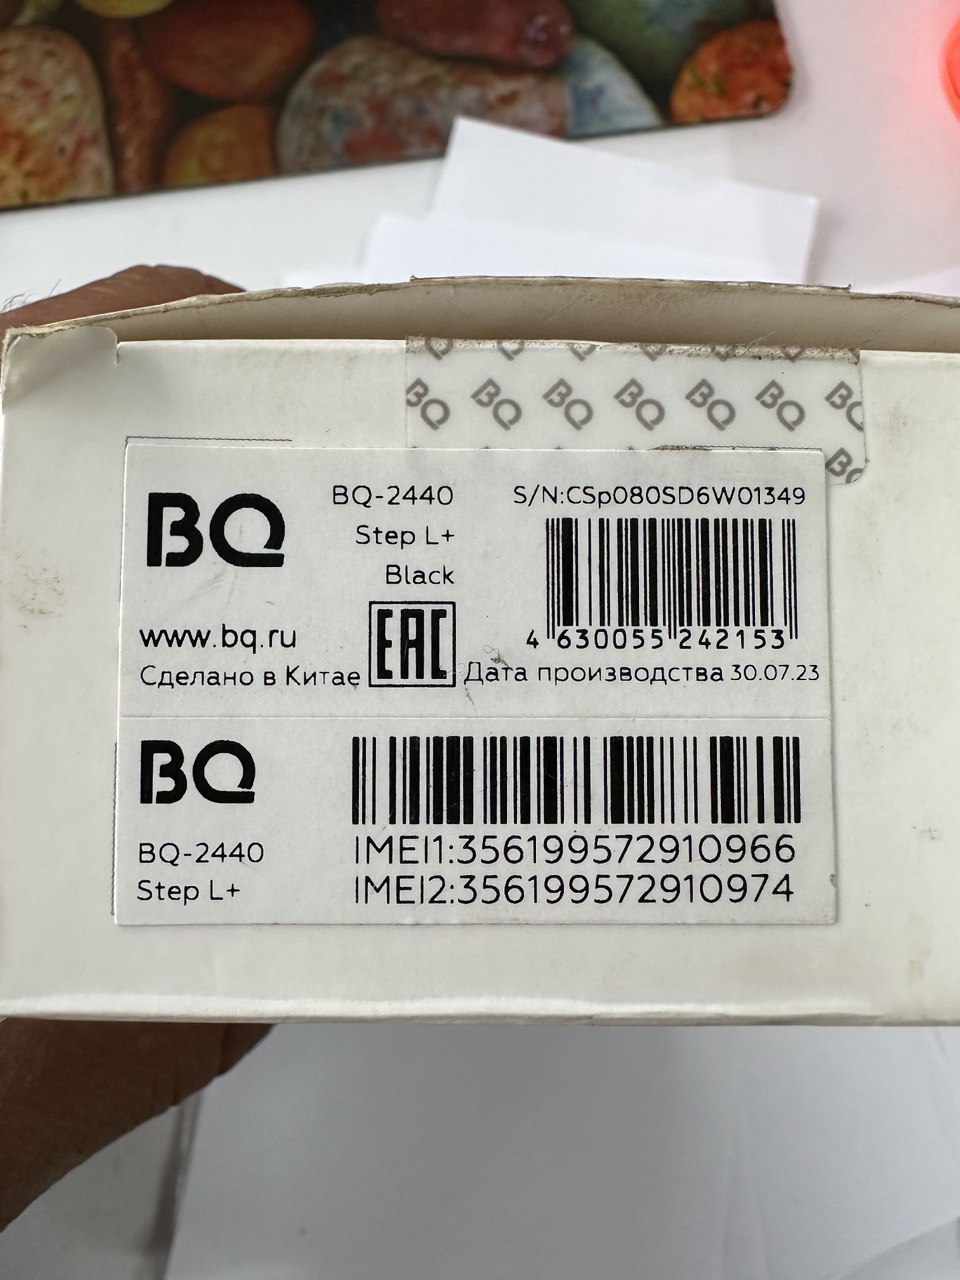 BQ BQ BQ BQ BQ BQ BQ
BQ
BQ
BQ-2440
Step L+
Black
S/N:CSp080SD6W01349
4 630055 242153
www.bq.ru
EAC
Сделано в Китае
Дата производства 30.07.23
BQ
BQ-2440
Step L+
IMEI1:356199572910966
IMEI2:356199572910974